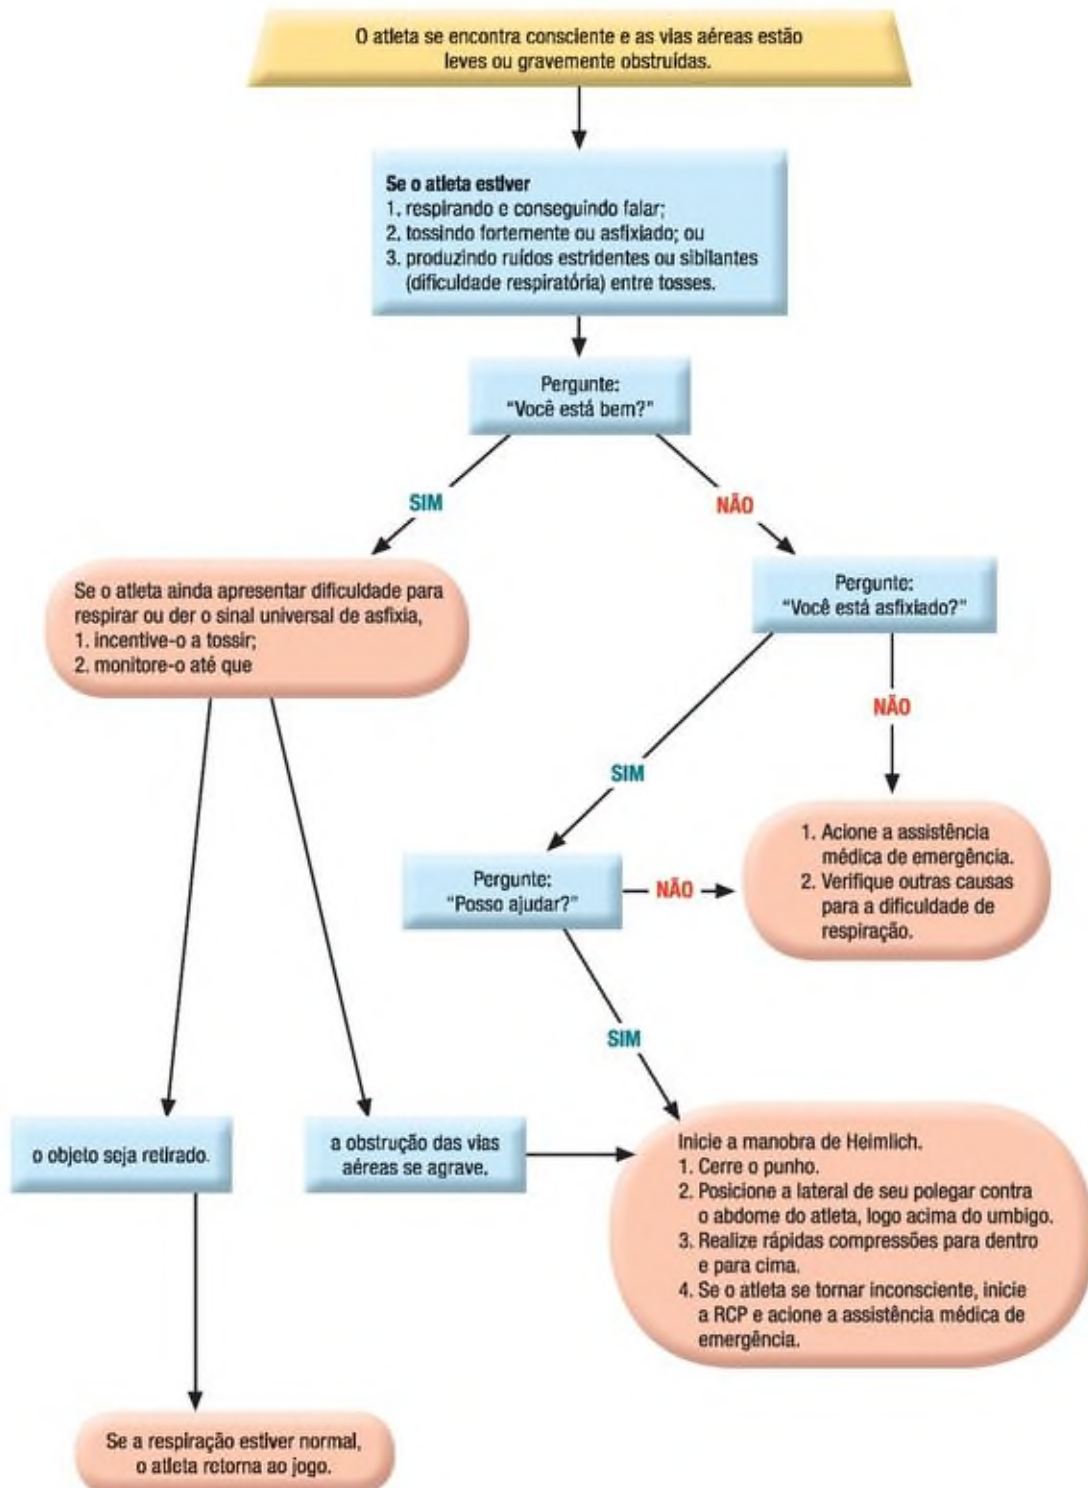 O atleta se encontra consciente e as vias aéreas estão
leves ou gravemente obstruídas.
Se o atleta estiver
1. respirando e conseguindo falar;
2. tossindo fortemente ou asfixiado; ou
3. produzindo ruídos estridentes ou sibilantes
(dificuldade respiratória) entre tosses.
Pergunte:
“Você está bem?”
SIM
NÃO
Se o atleta ainda apresentar dificuldade para
respirar ou der o sinal universal de asfixia,
1. incentive-o a tossir;
2. monitore-o até que
Pergunte:
“Você está asfixiado?”
NÃO
SIM
1. Acione a assistência
médica de emergência.
2. Verifique outras causas
para a dificuldade de
respiração.
Pergunte:
“Posso ajudar?”
NÃO
SIM
o objeto seja retirado.
a obstrução das vias
aéreas se agrave.
Inicie a manobra de Heimlich.
1. Cerre o punho.
2. Posicione a lateral de seu polegar contra
o abdome do atleta, logo acima do umbigo.
3. Realize rápidas compressões para dentro
e para cima.
4. Se o atleta se tornar inconsciente, inicie
a RCP e acione a assistência médica de
emergência.
Se a respiração estiver normal,
o atleta retorna ao jogo.